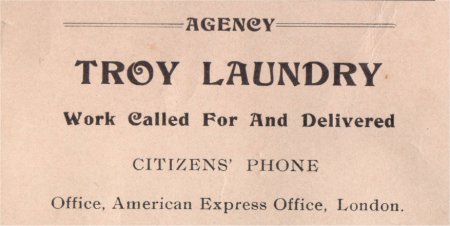 AGENCY
TROY LAUNDRY
Work Called For And Delivered
CITIZENS' PHONE
Office, American Express Office, London.